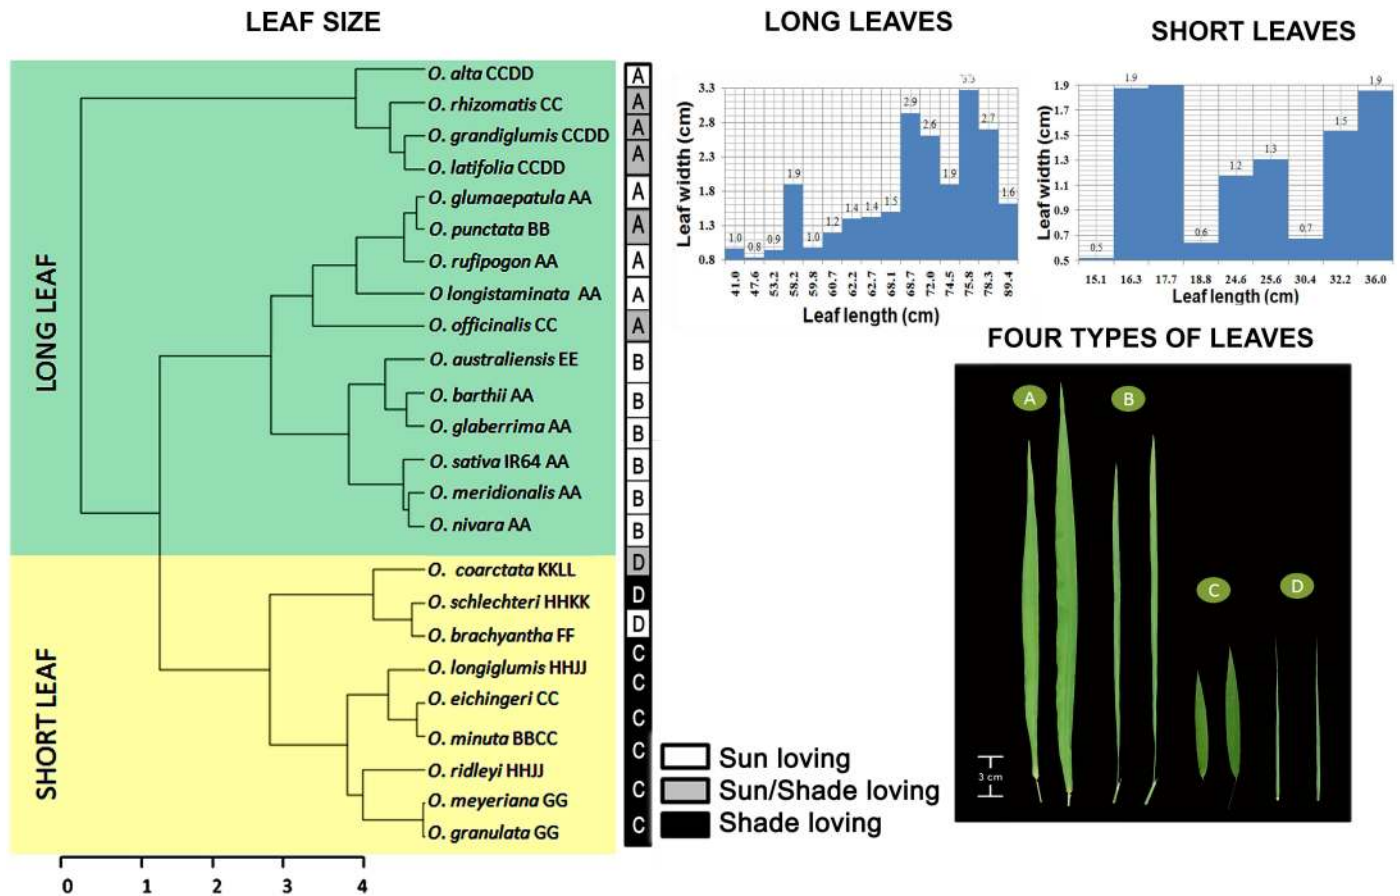 LEAF SIZE
LONG LEAF
SHORT LEAF
O. alta CCDD
O. rhizomatis CC
O. grandiglumis CCDD
O. latifolia CCDD
O. glumaepatula AA
O. punctata BB
O. rufipogon AA
O longistaminata AA
O. officinalis CC
O. australiensis EE
O. barthii AA
O. glaberrima AA
O. sativa IR64 AA
O. meridionalis AA
O. nivara AA
O. coarctata KKLL
O. schlechteri HHKK
O. brachyantha FF
O. longiglumis HHJJ
O. eichingeri CC
O. minuta BBCC
O. ridleyi HHJJ
O. meyeriana GG
O. granulata GG
A
A
A
A
A
A
A
A
A
B
B
B
B
B
B
D
D
D
C
C
C
C
C
C
0 1 2 3 4
Sun loving
Sun/Shade loving
Shade loving
LONG LEAVES
Leaf width (cm)
3.3
2.8
2.3
1.8
1.3
0.8
1.0 0.8 0.9 1.9 1.0 1.2 1.4 1.4 1.5 2.9 2.6 1.9 2.7 1.6
41.0 47.6 53.2 58.2 59.8 60.7 62.2 62.7 68.1 68.7 72.0 74.5 75.8 78.3 89.4
Leaf length (cm)
SHORT LEAVES
Leaf width (cm)
1.9
1.7
1.5
1.3
1.1
0.9
0.7
0.5
0.5 1.9 0.6 1.2 1.3 0.7 1.5 1.9
15.1 16.3 17.7 18.8 24.6 25.6 30.4 32.2 36.0
Leaf length (cm)
FOUR TYPES OF LEAVES
A
B
C
D
3 cm